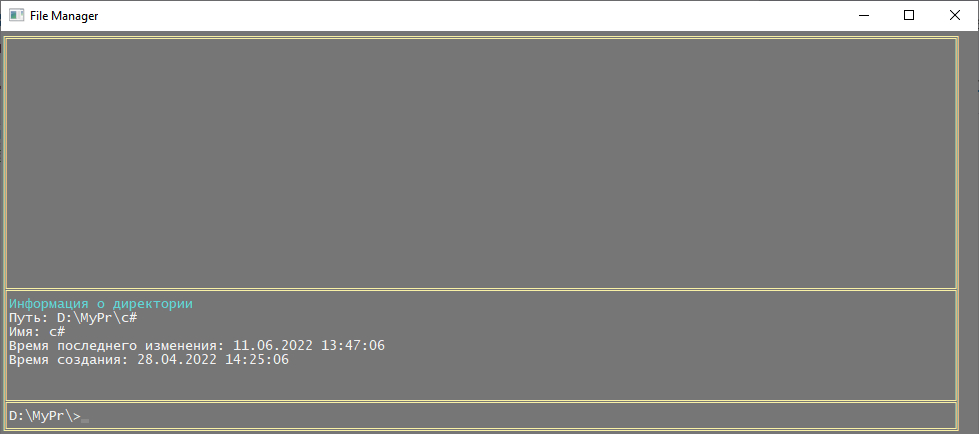 File Manager
Информация о директории
Путь: D:\MyPr\c#
Имя: c#
Время последнего изменения: 11.06.2022 13:47:06
Время создания: 28.04.2022 14:25:06
D:\MyPr\>_